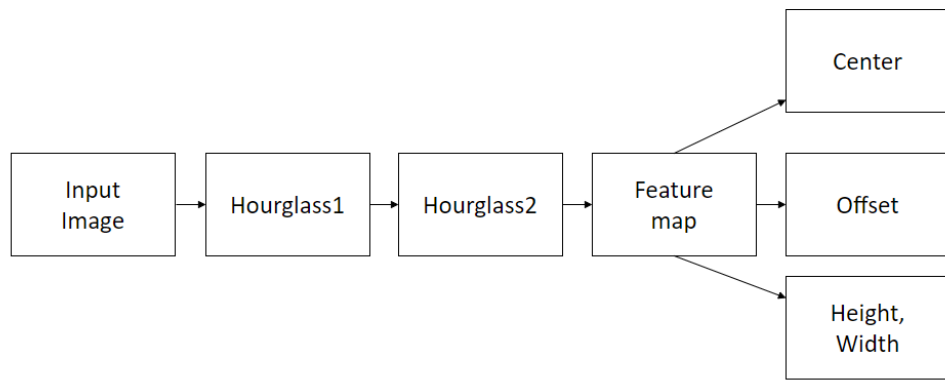 Center
Input
Image
Hourglass1
Hourglass2
Feature
map
Offset
Height,
Width